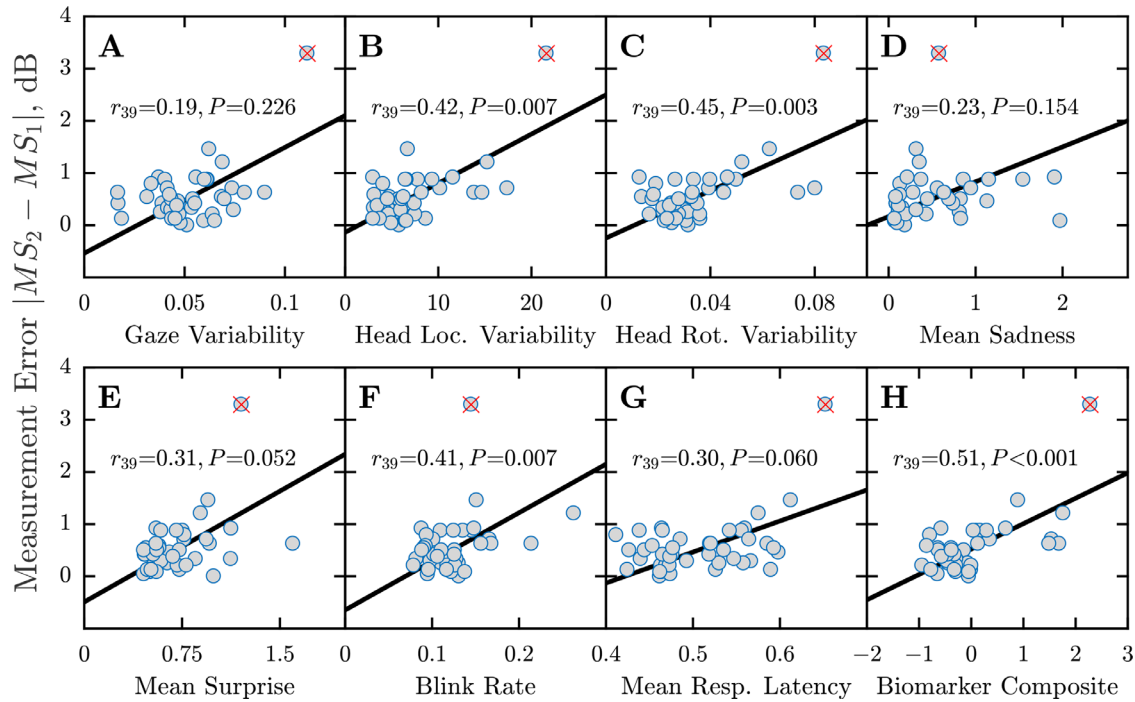 Measurement Error |MS₂ − MS₁|, dB
4
3
2
1
0
A
r₃₉=0.19, P=0.226
0 0.05 0.1
Gaze Variability
B
r₃₉=0.42, P=0.007
0 10 20
Head Loc. Variability
C
r₃₉=0.45, P=0.003
0 0.04 0.08
Head Rot. Variability
D
r₃₉=0.23, P=0.154
0 1 2
Mean Sadness
4
3
2
1
0
E
r₃₉=0.31, P=0.052
0 0.75 1.5
Mean Surprise
F
r₃₉=0.41, P=0.007
0 0.1 0.2
Blink Rate
G
r₃₉=0.30, P=0.060
0.4 0.5 0.6
Mean Resp. Latency
H
r₃₉=0.51, P<0.001
−2 −1 0 1 2 3
Biomarker Composite